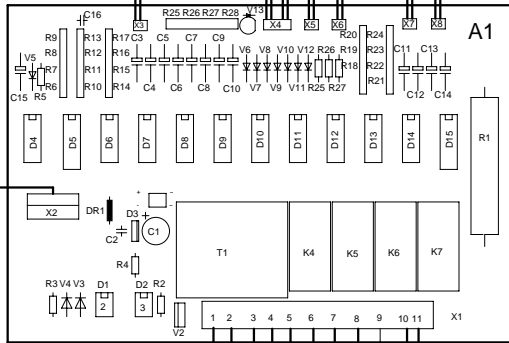 C16 X3 R25 R26 R27 R28 V13 X4 X5 X6 X7 X8 A1
R9 R13 R17 C3 C5 C7 C9 R20 R24 C11 C13
V5 R8 R12 R16 V6 V8 V10 V12 R25 R26 R27 R19 R23
R7 R11 R15 R18 R22
C15 R5 R6 R10 R14 C4 C6 C8 C10 V7 V9 V11 R21 C12 C14
D4 D5 D6 D7 D8 D9 D10 D11 D12 D13 D14 D15 R1
X2 DR1 + - - D3 +
C2 C1
T1 K4 K5 K6 K7
R4
R3 V4 V3 D1 D2 R2
2 3
V2 1 2 3 4 5 6 7 8 9 10 11 X1